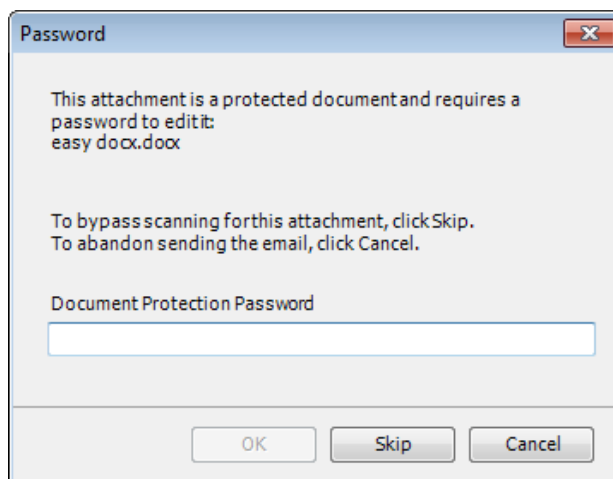 Password
This attachment is a protected document and requires a
password to edit it:
easy docx.docx
To bypass scanning for this attachment, click Skip.
To abandon sending the email, click Cancel.
Document Protection Password
OK
Skip
Cancel